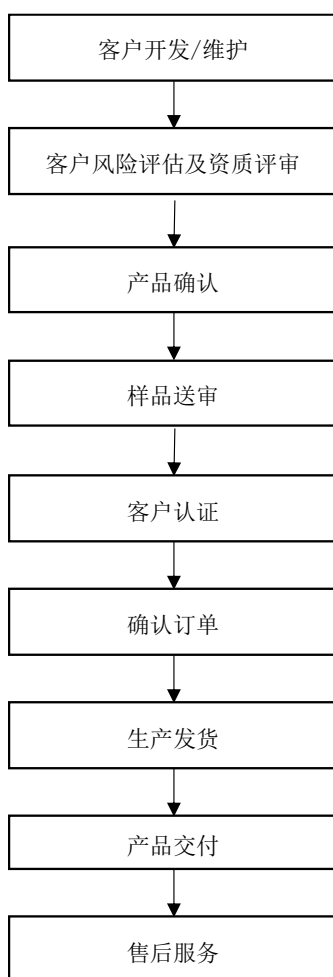 客户开发/维护
客户风险评估及资质评审
产品确认
样品送审
客户认证
确认订单
生产发货
产品交付
售后服务